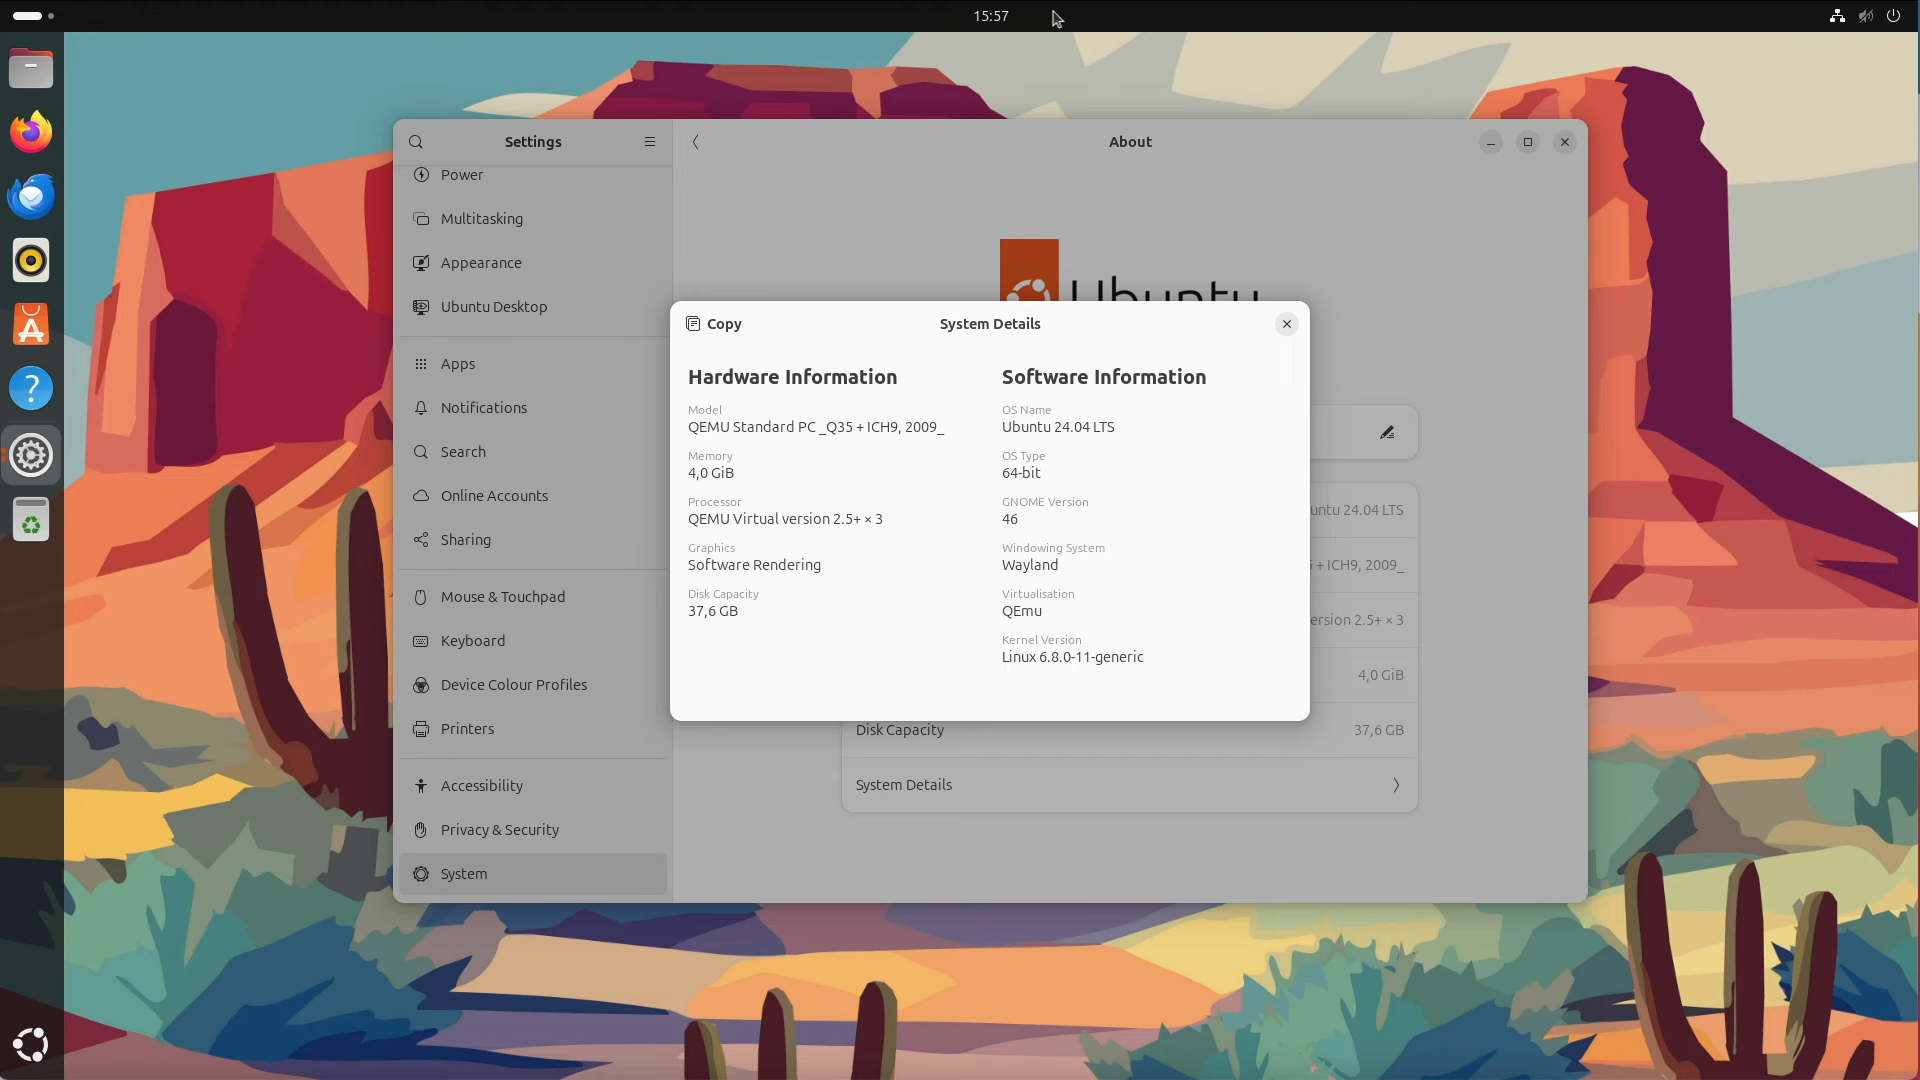 15:57
Settings
About
Power
Multitasking
Appearance
Ubuntu Desktop
Apps
Notifications
Search
Online Accounts
Sharing
Mouse & Touchpad
Keyboard
Device Colour Profiles
Printers
Accessibility
Privacy & Security
System
Ubuntu
Copy
System Details
Hardware Information
Model
QEMU Standard PC _Q35 + ICH9, 2009_
Memory
4,0 GiB
Processor
QEMU Virtual version 2.5+ × 3
Graphics
Software Rendering
Disk Capacity
37,6 GB
Software Information
OS Name
Ubuntu 24.04 LTS
OS Type
64-bit
GNOME Version
46
Windowing System
Wayland
Virtualisation
QEmu
Kernel Version
Linux 6.8.0-11-generic
untu 24.04 LTS
+ ICH9, 2009_
ersion 2.5+ × 3
4,0 GiB
Disk Capacity
37,6 GB
System Details